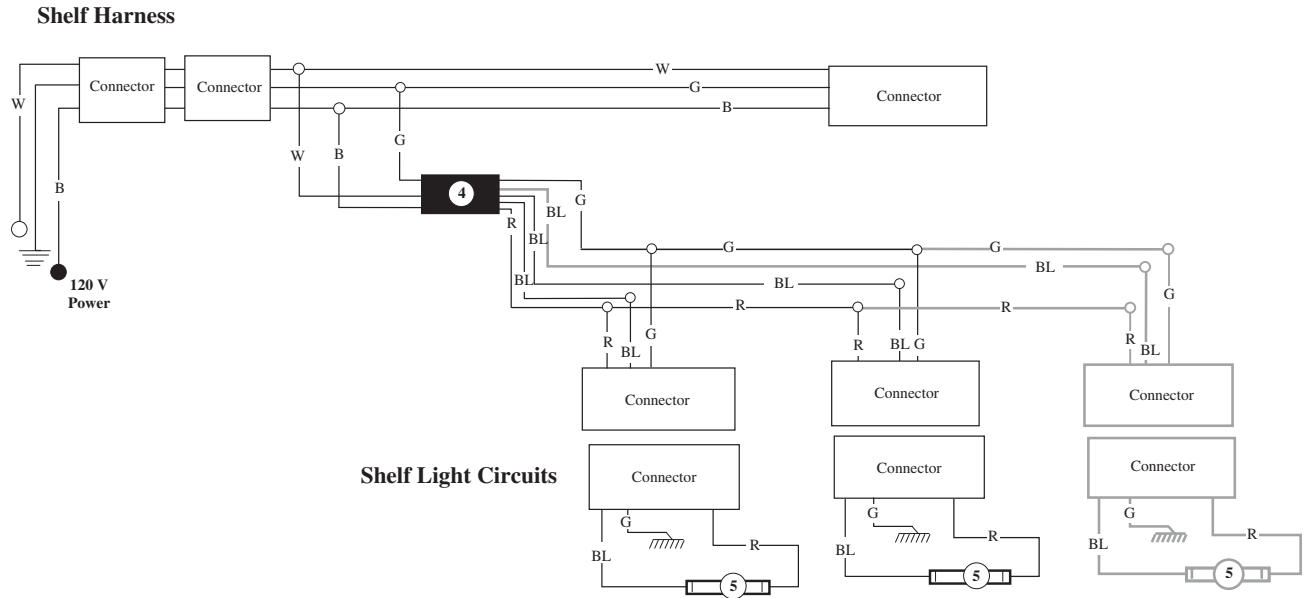 Shelf Harness
W
Connector
Connector
G
Connector
W
B
B
G
W
B
B
4
G
BL
R
BL
G
G
BL
BL
BL
G
R
R
R
BL
G
R
BL
G
R
BL
Connector
Connector
Connector
120 V
Power
Shelf Light Circuits
Connector
Connector
Connector
G
G
G
BL
R
BL
R
BL
R
5
5
5